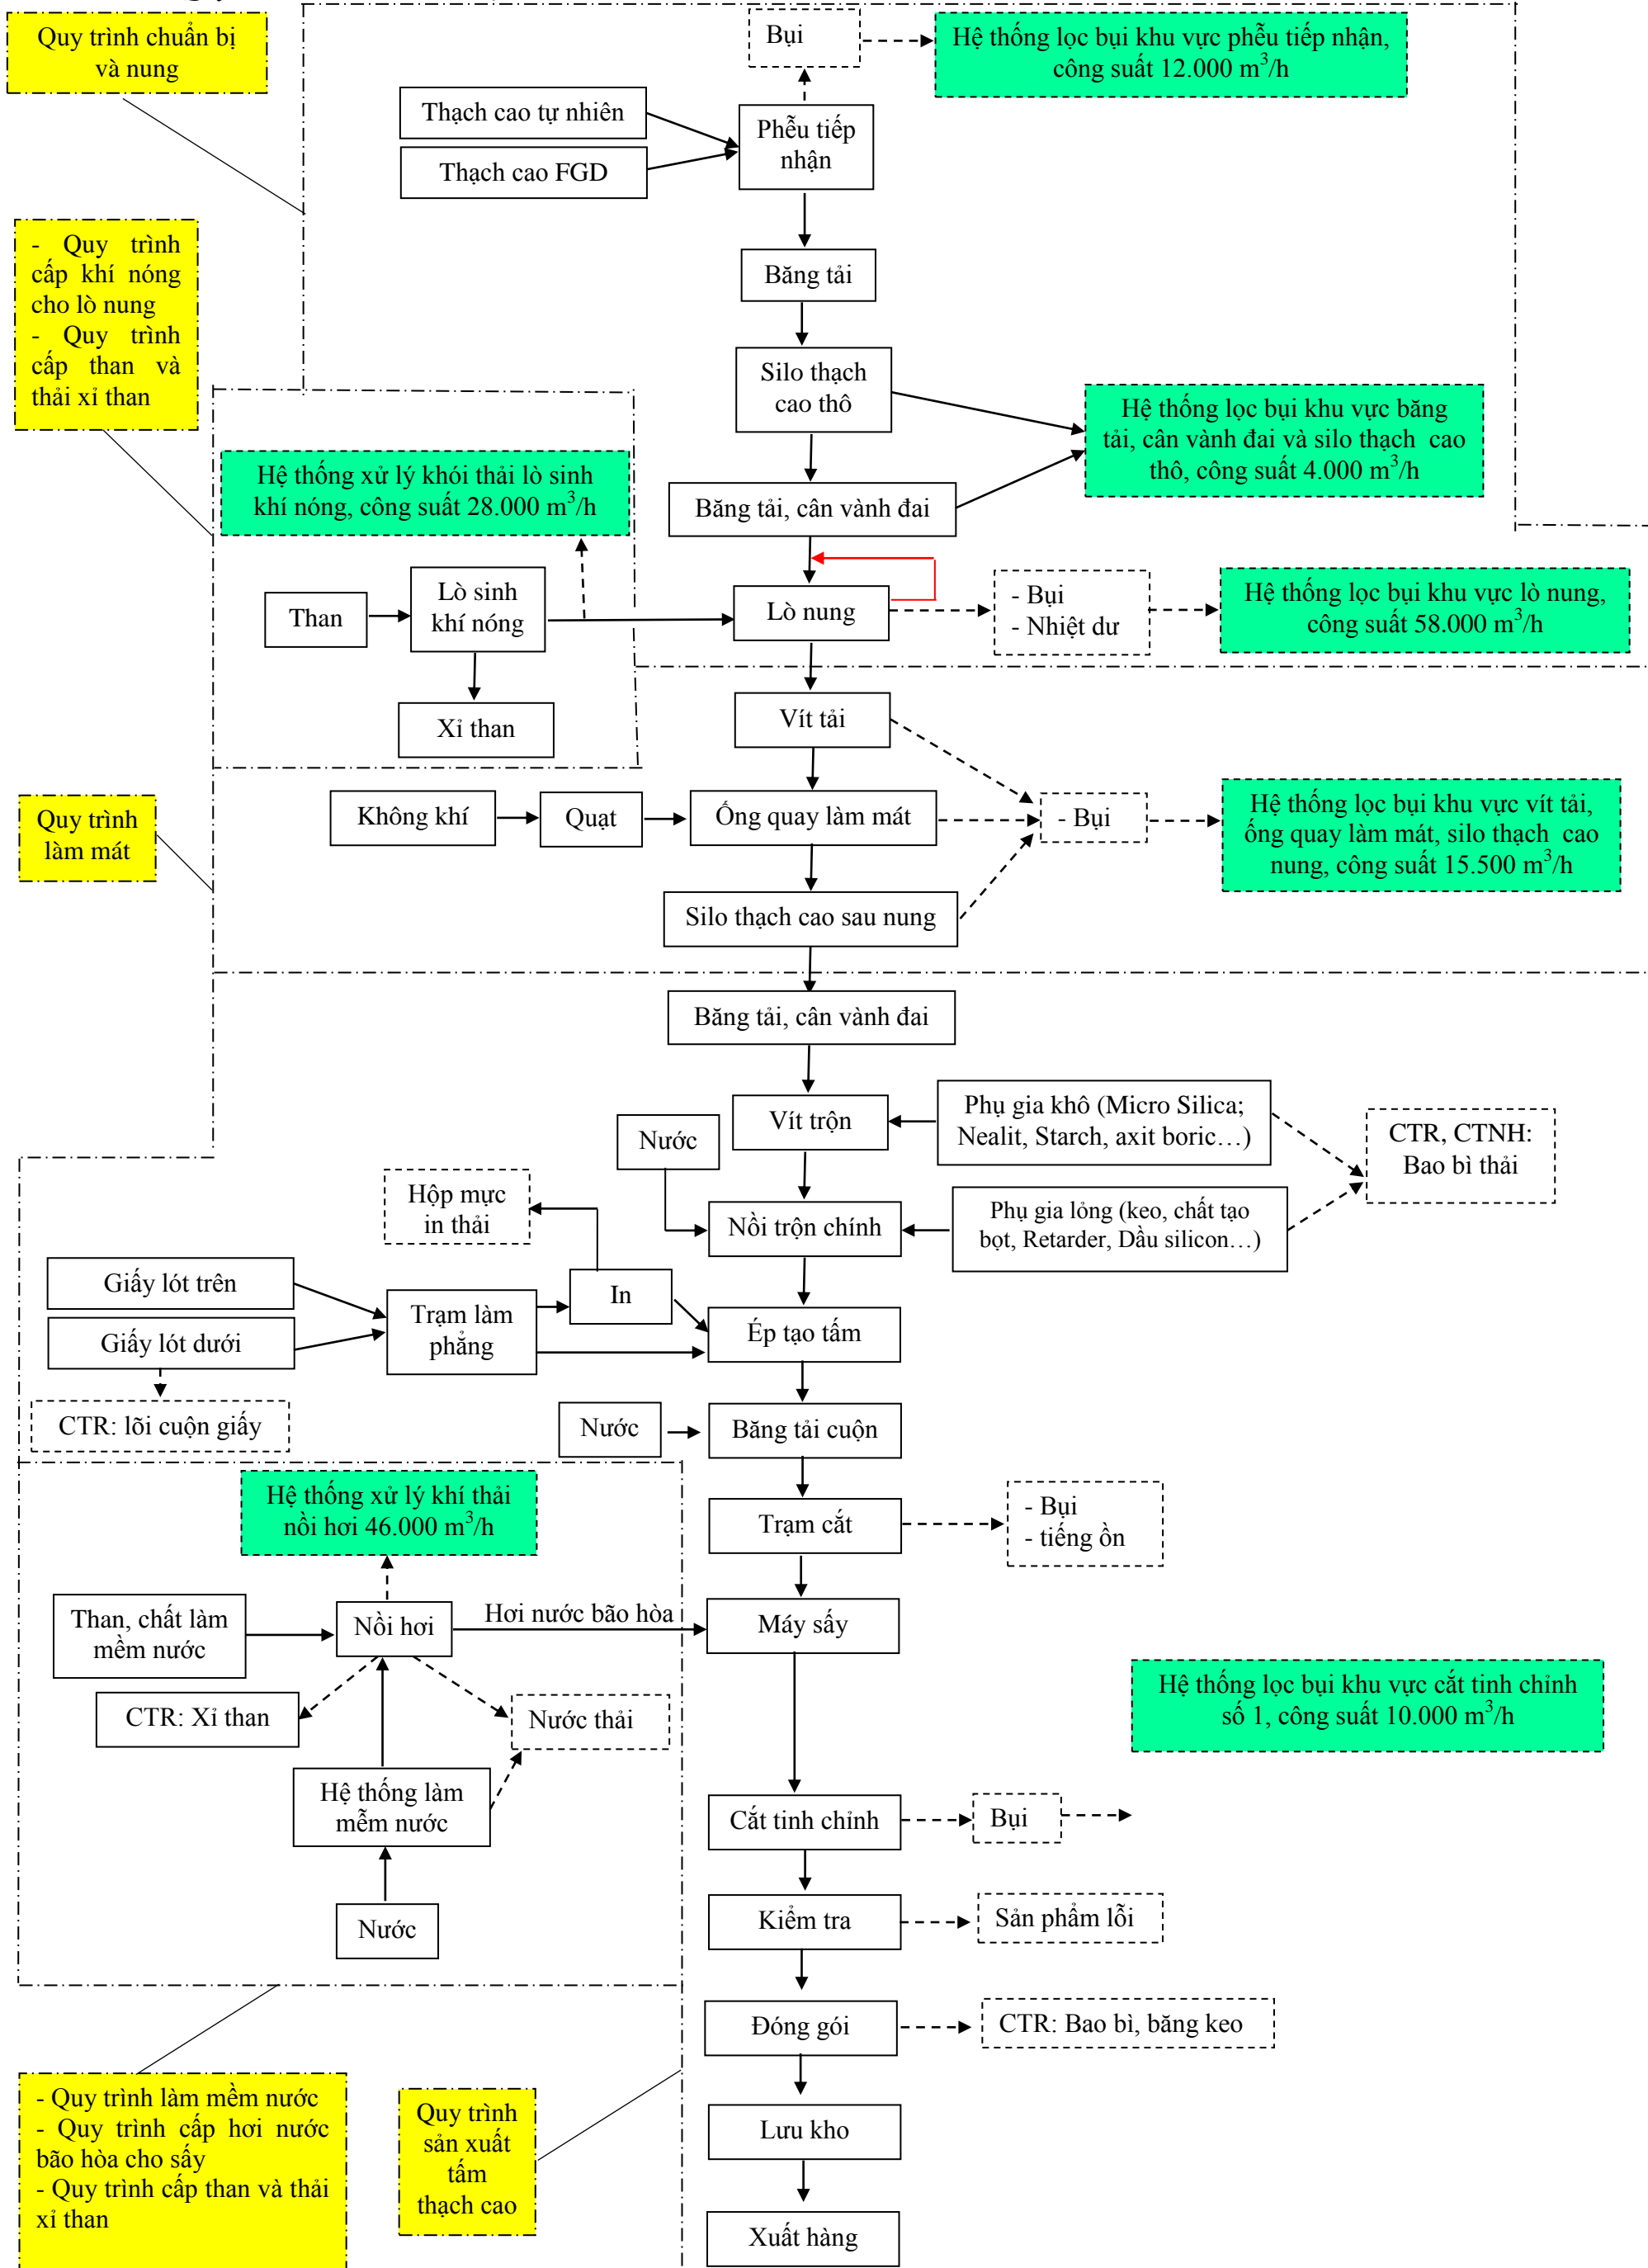 Quy trình chuẩn bị
và nung
Bụi
Hệ thống lọc bụi khu vực phễu tiếp nhận,
công suất 12.000 m³/h
Thạch cao tự nhiên
Thạch cao FGD
Phễu tiếp
nhận
Băng tải
- Quy trình
cấp khí nóng
cho lò nung
- Quy trình
cấp than và
thải xỉ than
Silo thạch
cao thô
Hệ thống lọc bụi khu vực băng
tải, cân vành đai và silo thạch cao
thô, công suất 4.000 m³/h
Hệ thống xử lý khói thải lò sinh
khí nóng, công suất 28.000 m³/h
Băng tải, cân vành đai
Than
Lò sinh
khí nóng
Lò nung
- Bụi
- Nhiệt dư
Hệ thống lọc bụi khu vực lò nung,
công suất 58.000 m³/h
Xỉ than
Vít tải
Quy trình
làm mát
Không khí
Quạt
Ống quay làm mát
- Bụi
Hệ thống lọc bụi khu vực vít tải,
ống quay làm mát, silo thạch cao
nung, công suất 15.500 m³/h
Silo thạch cao sau nung
Băng tải, cân vành đai
Vít trộn
Phụ gia khô (Micro Silica;
Nealit, Starch, axit boric…)
CTR, CTNH:
Bao bì thải
Nước
Hộp mực
in thải
Nồi trộn chính
Phụ gia lỏng (keo, chất tạo
bọt, Retarder, Dầu silicon…)
Giấy lót trên
Giấy lót dưới
Trạm làm
phẳng
In
Ép tạo tấm
CTR: lõi cuộn giấy
Nước
Băng tải cuộn
Hệ thống xử lý khí thải
nồi hơi 46.000 m³/h
Trạm cắt
- Bụi
- tiếng ồn
Than, chất làm
mềm nước
Nồi hơi
Hơi nước bão hòa
Máy sấy
CTR: Xỉ than
Nước thải
Hệ thống lọc bụi khu vực cắt tinh chỉnh
số 1, công suất 10.000 m³/h
Hệ thống làm
mễm nước
Cắt tinh chỉnh
Bụi
Nước
Kiểm tra
Sản phẩm lỗi
Đóng gói
CTR: Bao bì, băng keo
- Quy trình làm mềm nước
- Quy trình cấp hơi nước
bão hòa cho sấy
- Quy trình cấp than và thải
xỉ than
Quy trình
sản xuất
tấm
thạch cao
Lưu kho
Xuất hàng